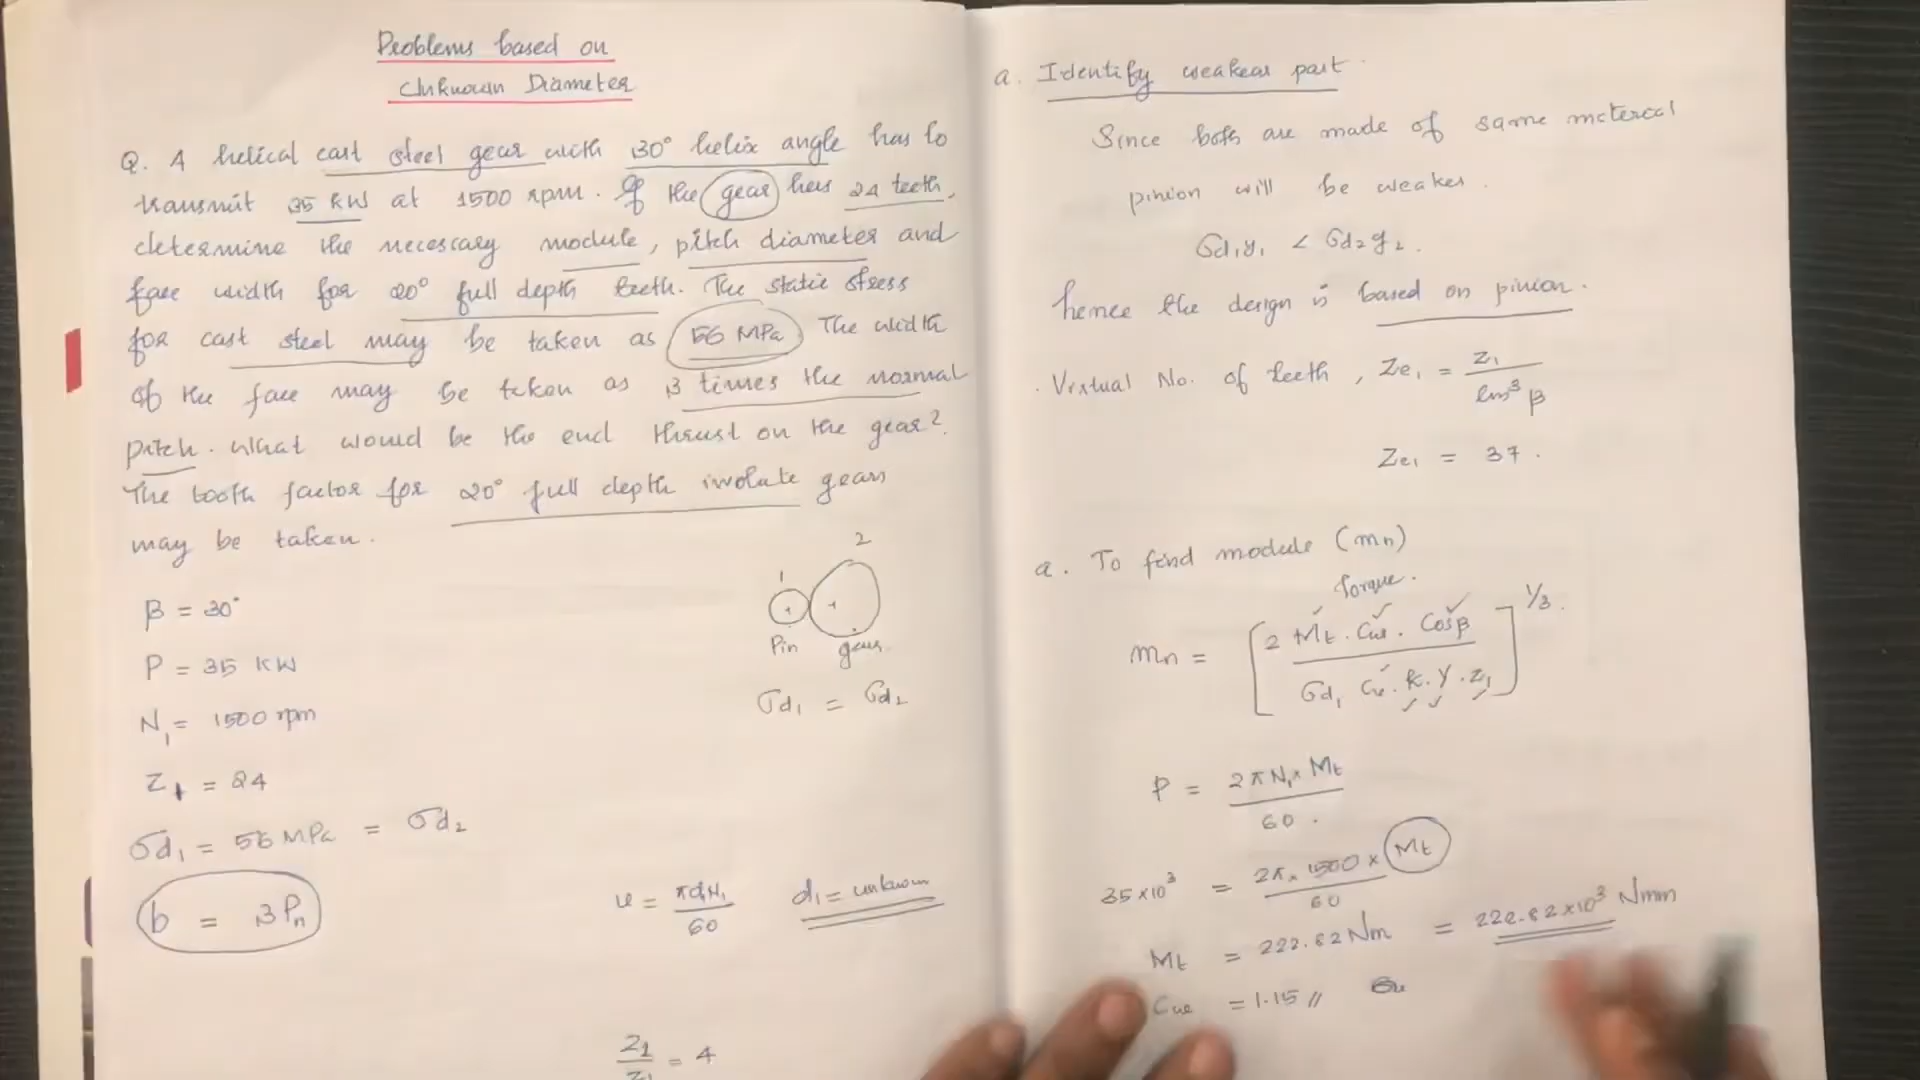 Problems based on
Unknown Diameter
Q. A helical cast steel gear with 30° helix angle has to
transmit 35 kW at 1500 rpm. If the gear has 24 teeth,
determine the necessary module, pitch diameter and
face width for 20° full depth teeth. The static stress
for cast steel may be taken as 56 MPa The width
of the face may be taken as 3 times the normal
pitch. What would be the end thrust on the gear?
The tooth factor for 20° full depth involute gears
may be taken.
β = 30°
P = 35 KW
N₁ = 1500 rpm
Z₁ = 24
σd₁ = 56 MPa = σd₂
b = 3Pn
1 2
Pin gear
σd₁ = σd₂
v = πd₁N₁ / 60 d₁ = unknown
= 4
a. Identify weaker part
Since both are made of same material
pinion will be weaker.
σd₁y₁ < σd₂y₂.
hence the design is based on pinion.
Virtual No. of teeth, Ze₁ = Z₁ / Cos³β
Ze₁ = 37.
a. To find module (mn)
Torque.
mn = [2 Mt. Cw. Cosβ / σd₁ Cv. K. Y. Z₁]^1/3.
P = 2πN₁ × Mt / 60.
35×10³ = 2π × 1500 × Mt / 60
Mt = 222.82 Nm = 222.82×10³ Nmm
Cw = 1.15 //